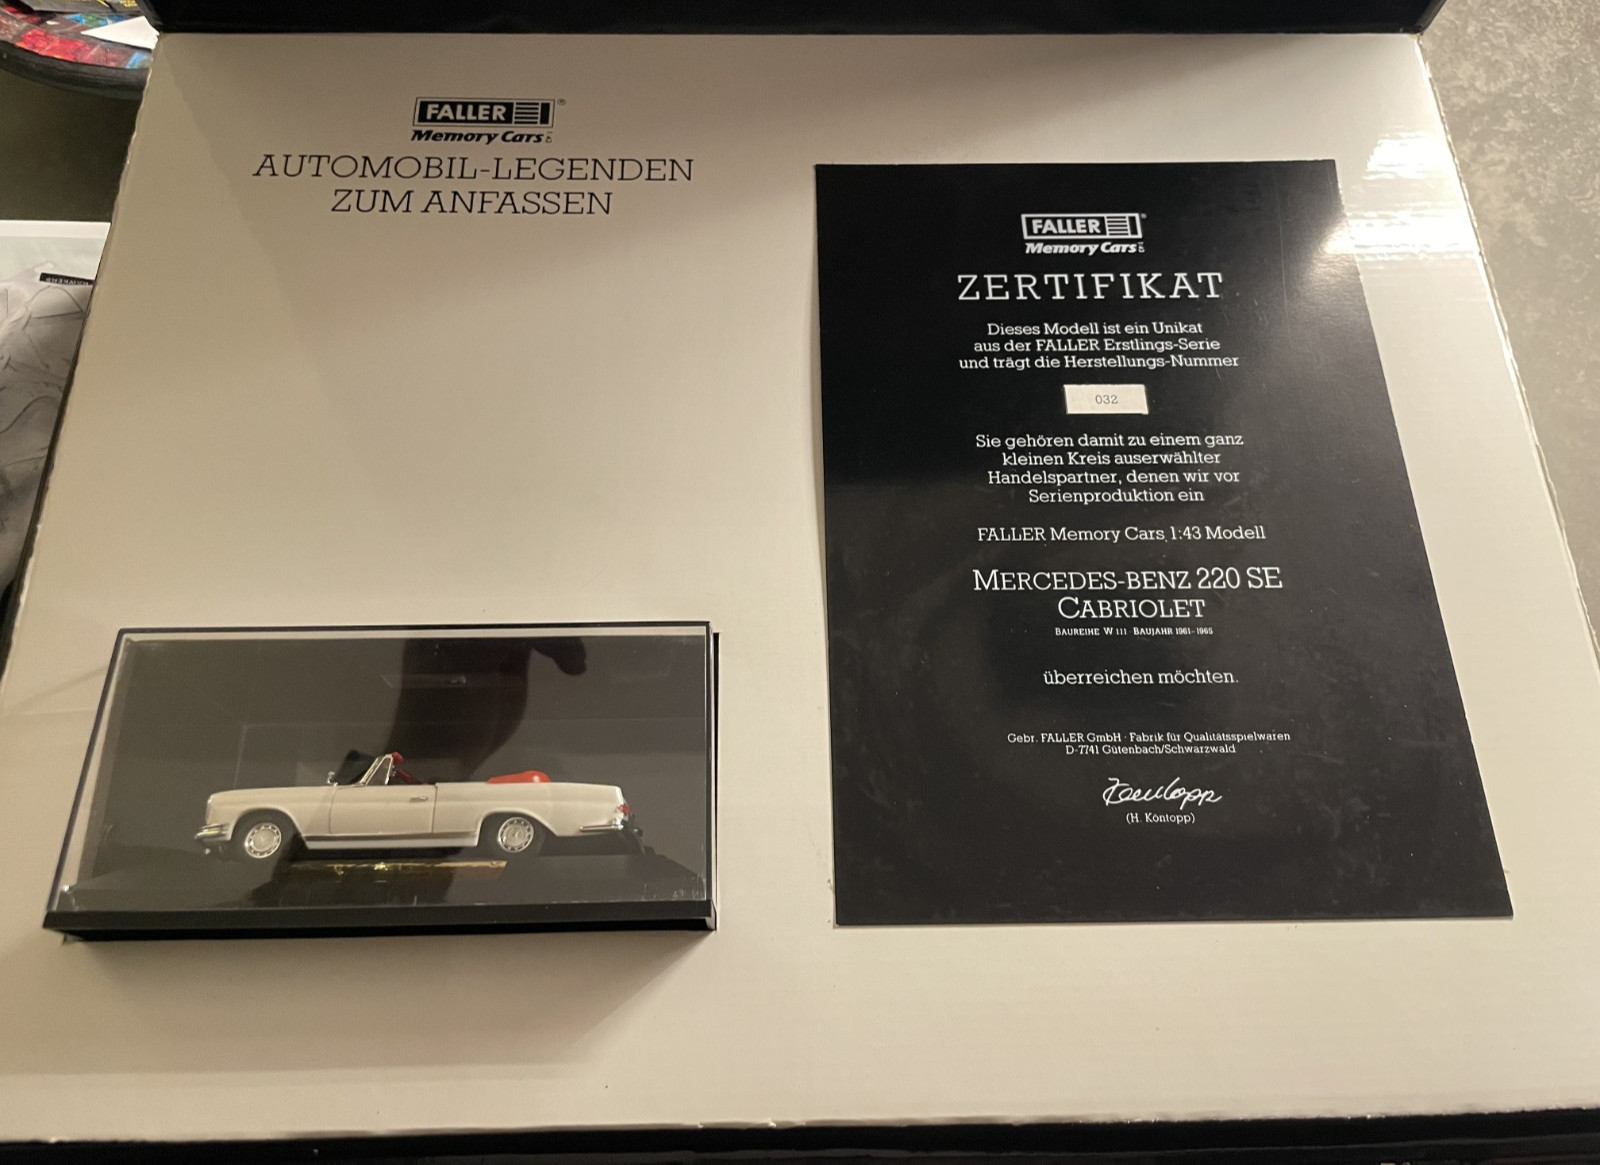 FALLER ®
Memory Cars
AUTOMOBIL-LEGENDEN
ZUM ANFASSEN
FALLER ®
Memory Cars
ZERTIFIKAT
Dieses Modell ist ein Unikat
aus der FALLER Erstlings-Serie
und trägt die Herstellungs-Nummer
032
Sie gehören damit zu einem ganz
kleinen Kreis auserwählter
Handelspartner, denen wir vor
Serienproduktion ein
FALLER Memory Cars 1:43 Modell
MERCEDES-BENZ 220 SE
CABRIOLET
BAUREIHE W 111 · BAUJAHR 1961-1965
überreichen möchten.
Gebr. FALLER GmbH · Fabrik für Qualitätsspielwaren
D-7741 Gütenbach/Schwarzwald
(H. Kontopp)